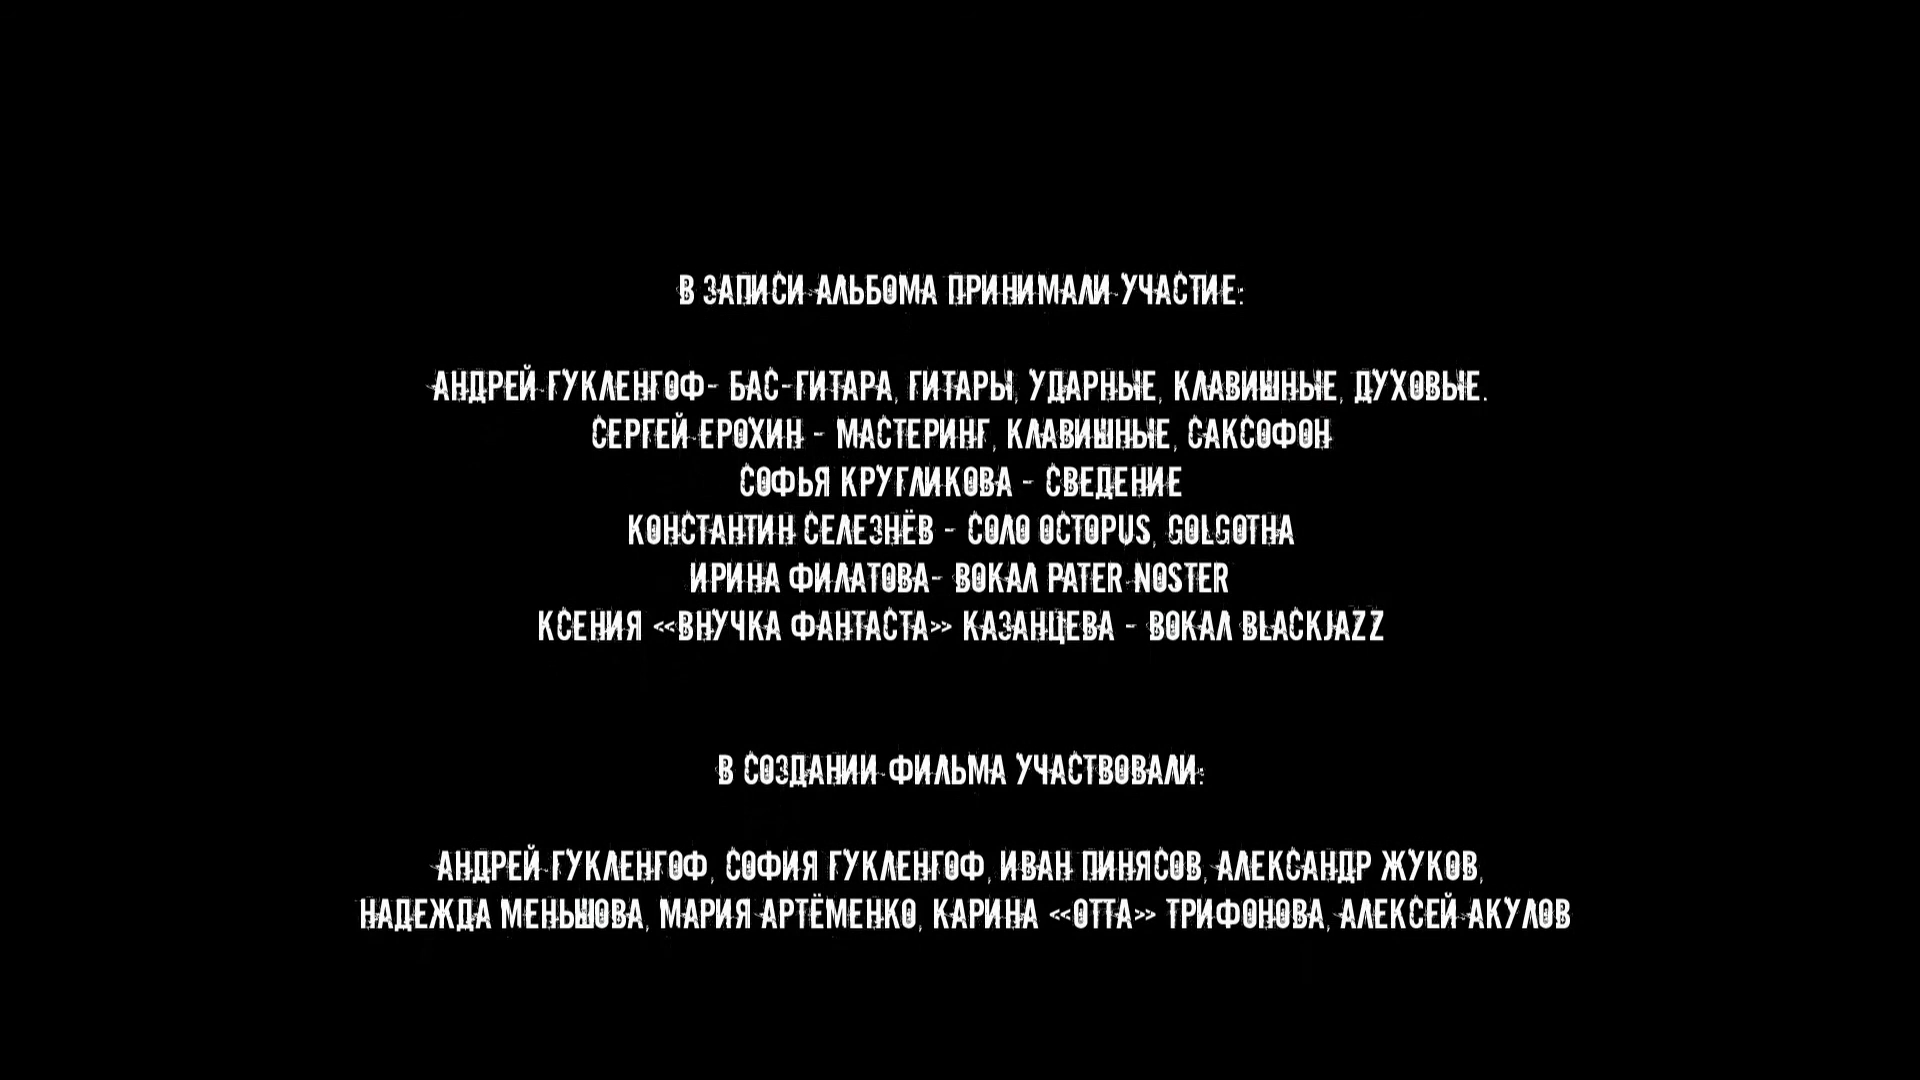 В ЗАПИСИ АЛЬБОМА ПРИНИМАЛИ УЧАСТИЕ:
АНДРЕЙ ГУКЛЕНГОФ- БАС-ГИТАРА, ГИТАРЫ, УДАРНЫЕ, КЛАВИШНЫЕ, ДУХОВЫЕ.
СЕРГЕЙ ЕРОХИН - МАСТЕРИНГ, КЛАВИШНЫЕ, САКСОФОН
СОФЬЯ КРУГЛИКОВА - СВЕДЕНИЕ
КОНСТАНТИН СЕЛЕЗНЁВ - СОЛО OCTOPUS, GOLGOTHA
ИРИНА ФИЛАТОВА- ВОКАЛ PATER NOSTER
КСЕНИЯ «ВНУЧКА ФАНТАСТА» КАЗАНЦЕВА - ВОКАЛ BLACKJAZZ
В СОЗДАНИИ ФИЛЬМА УЧАСТВОВАЛИ:
АНДРЕЙ ГУКЛЕНГОФ, СОФИЯ ГУКЛЕНГОФ, ИВАН ПИНЯСОВ, АЛЕКСАНДР ЖУКОВ,
НАДЕЖДА МЕНЬШОВА, МАРИЯ АРТЁМЕНКО, КАРИНА «ОТТА» ТРИФОНОВА, АЛЕКСЕЙ АКУЛОВ